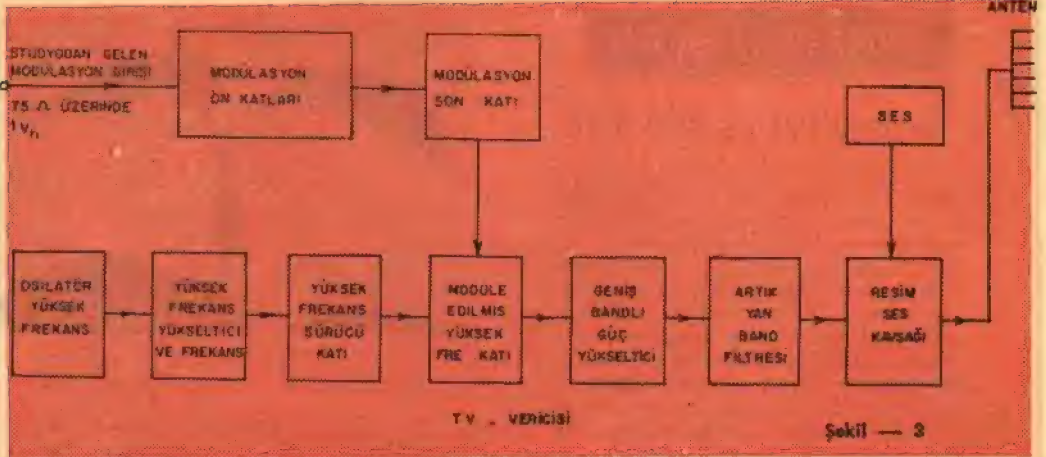 ANTEN
STUDYODAN GELEN
MODÜLASYON GİRİŞİ
75 Ω ÜZERİNDE
MODÜLASYON
ÖN KATLARI
MODÜLASYON
SON KATI
SES
OSİLATÖR
YÜKSEK
FREKANS
YÜKSEK
FREKANS
YÜKSELTİCİ
VE FREKANS
YÜKSEK
FREKANS
SÜRÜCÜ
KATI
MODÜLE
EDİLMİŞ
YÜKSEK
FRE KATI
GENİŞ
BANDLI
GÜÇ
YÜKSELTİCİ
ARTIK
YAN
BAND
FİLTRESİ
RESİM
SES
KAVŞAĞI
TV - VERİCİSİ
Şekil — 3